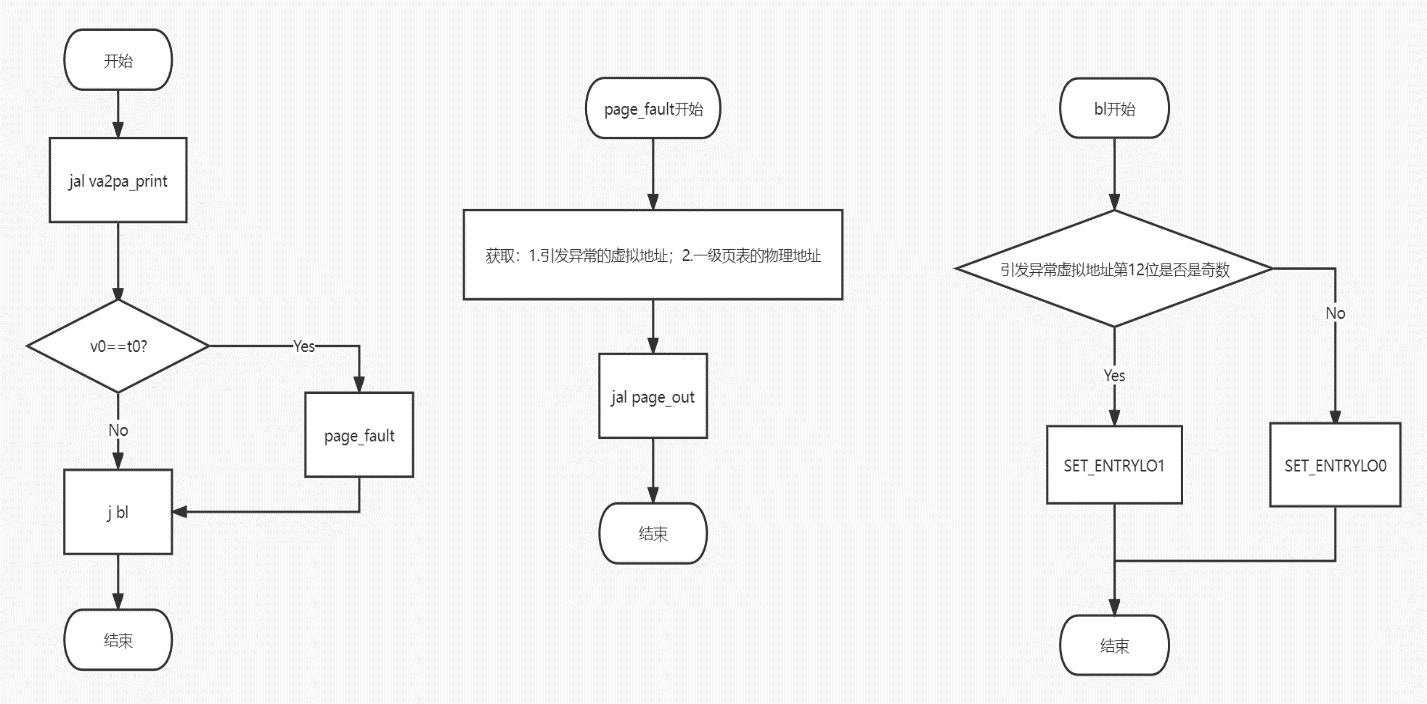 开始
jal va2pa_print
v0==t0?
Yes
No
page_fault
j bl
结束
page_fault开始
获取：1.引发异常的虚拟地址；2.一级页表的物理地址
jal page_out
结束
bl开始
引发异常虚拟地址第12位是否是奇数
No
Yes
SET_ENTRYLO1
SET_ENTRYLO0
结束